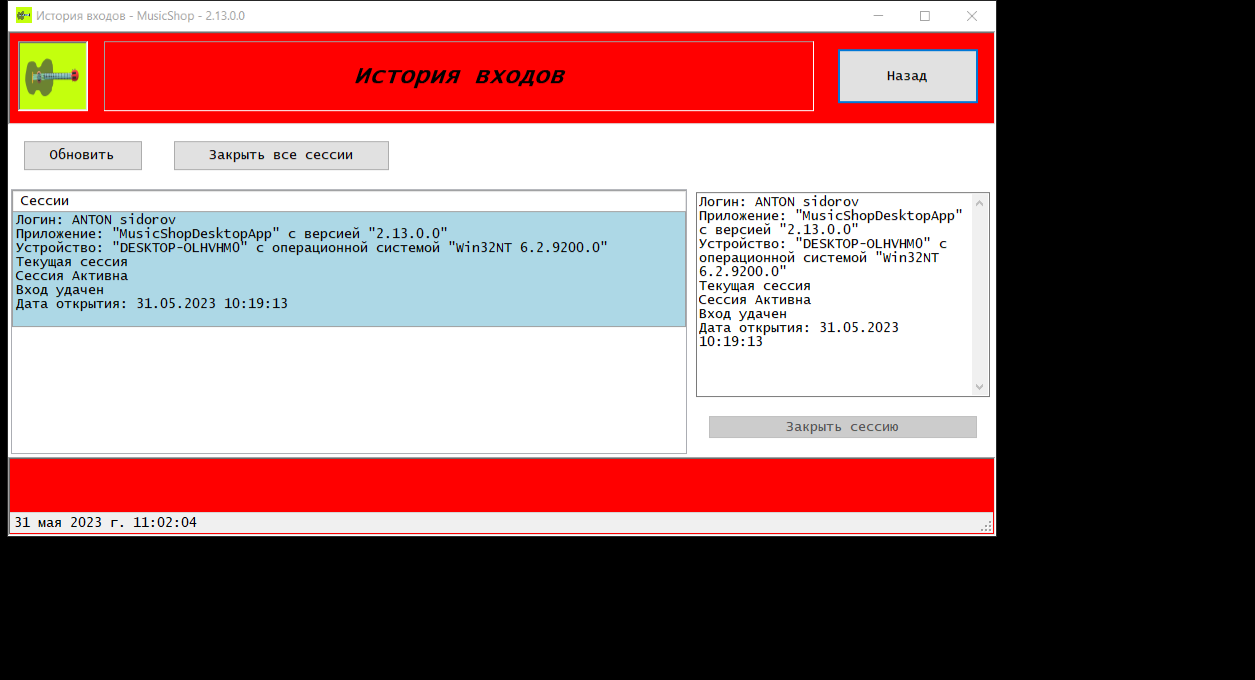 История входов - MusicShop - 2.13.0.0
История входов
Назад
Обновить
Закрыть все сессии
Сессии
Логин: ANTON sidorov
Приложение: "MusicShopDesktopApp" с версией "2.13.0.0"
Устройство: "DESKTOP-OLHVHMO" с операционной системой "Win32NT 6.2.9200.0"
Текущая сессия
Сессия Активна
Вход удачен
Дата открытия: 31.05.2023 10:19:13
Логин: ANTON sidorov
Приложение: "MusicShopDesktopApp"
с версией "2.13.0.0"
Устройство: "DESKTOP-OLHVHMO" с
операционной системой "Win32NT
6.2.9200.0"
Текущая сессия
Сессия Активна
Вход удачен
Дата открытия: 31.05.2023
10:19:13
Закрыть сессию
31 мая 2023 г. 11:02:04